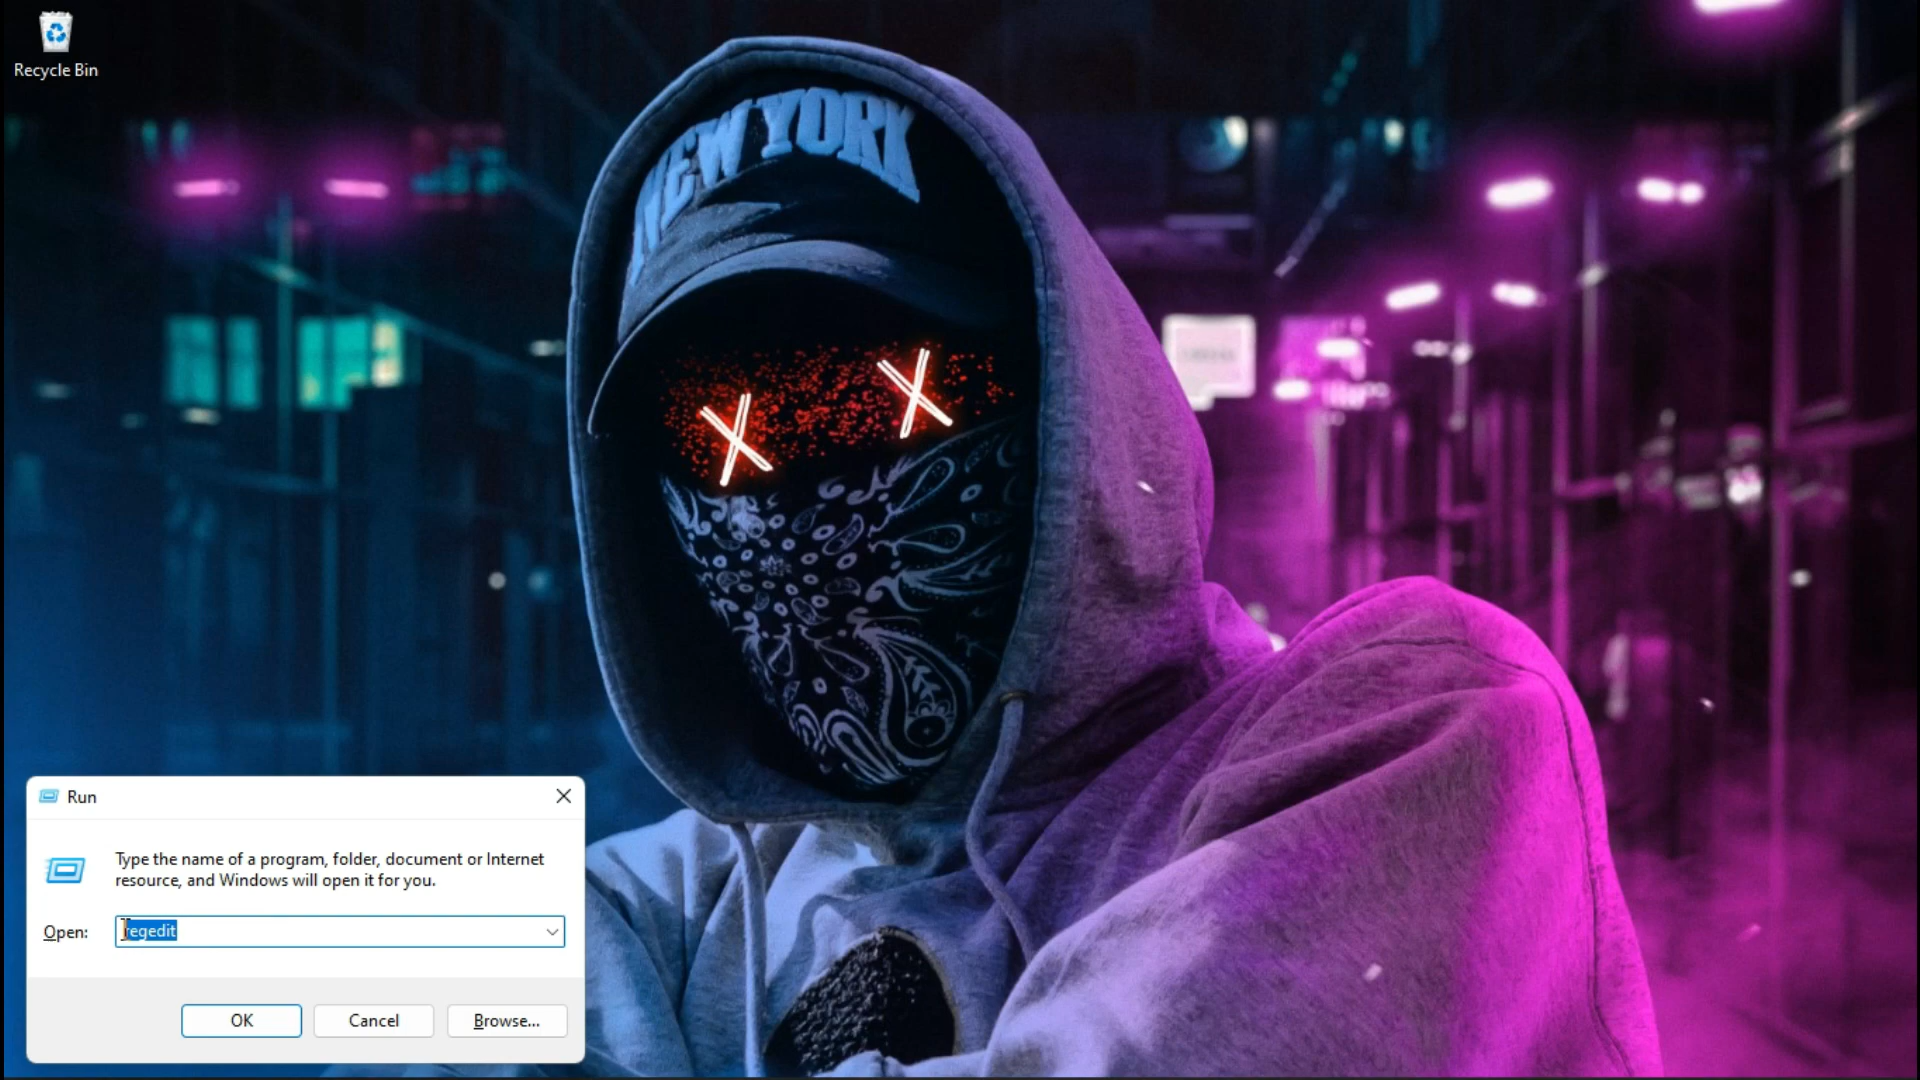 Recycle Bin
NEW YORK
Run
Type the name of a program, folder, document or Internet
resource, and Windows will open it for you.
Open:
regedit
OK
Cancel
Browse...